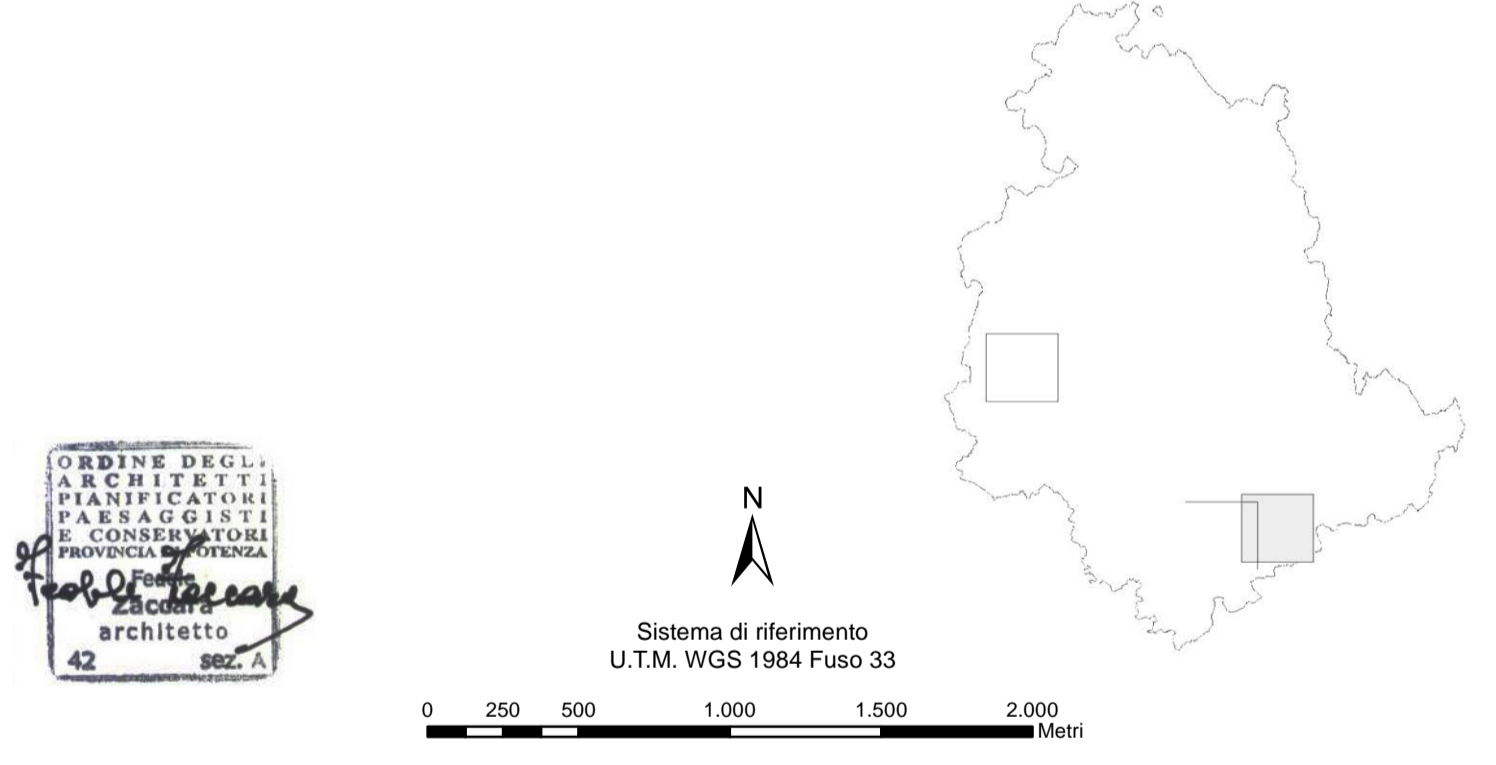 ORDINE DEGLI
ARCHITETTI
PIANIFICATORI
PAESAGGISTI
E CONSERVATORI
PROVINCIA DI POTENZA
Zaccara
architetto
42 sez. A
N
Sistema di riferimento
U.T.M. WGS 1984 Fuso 33
0 250 500 1.000 1.500 2.000
Metri